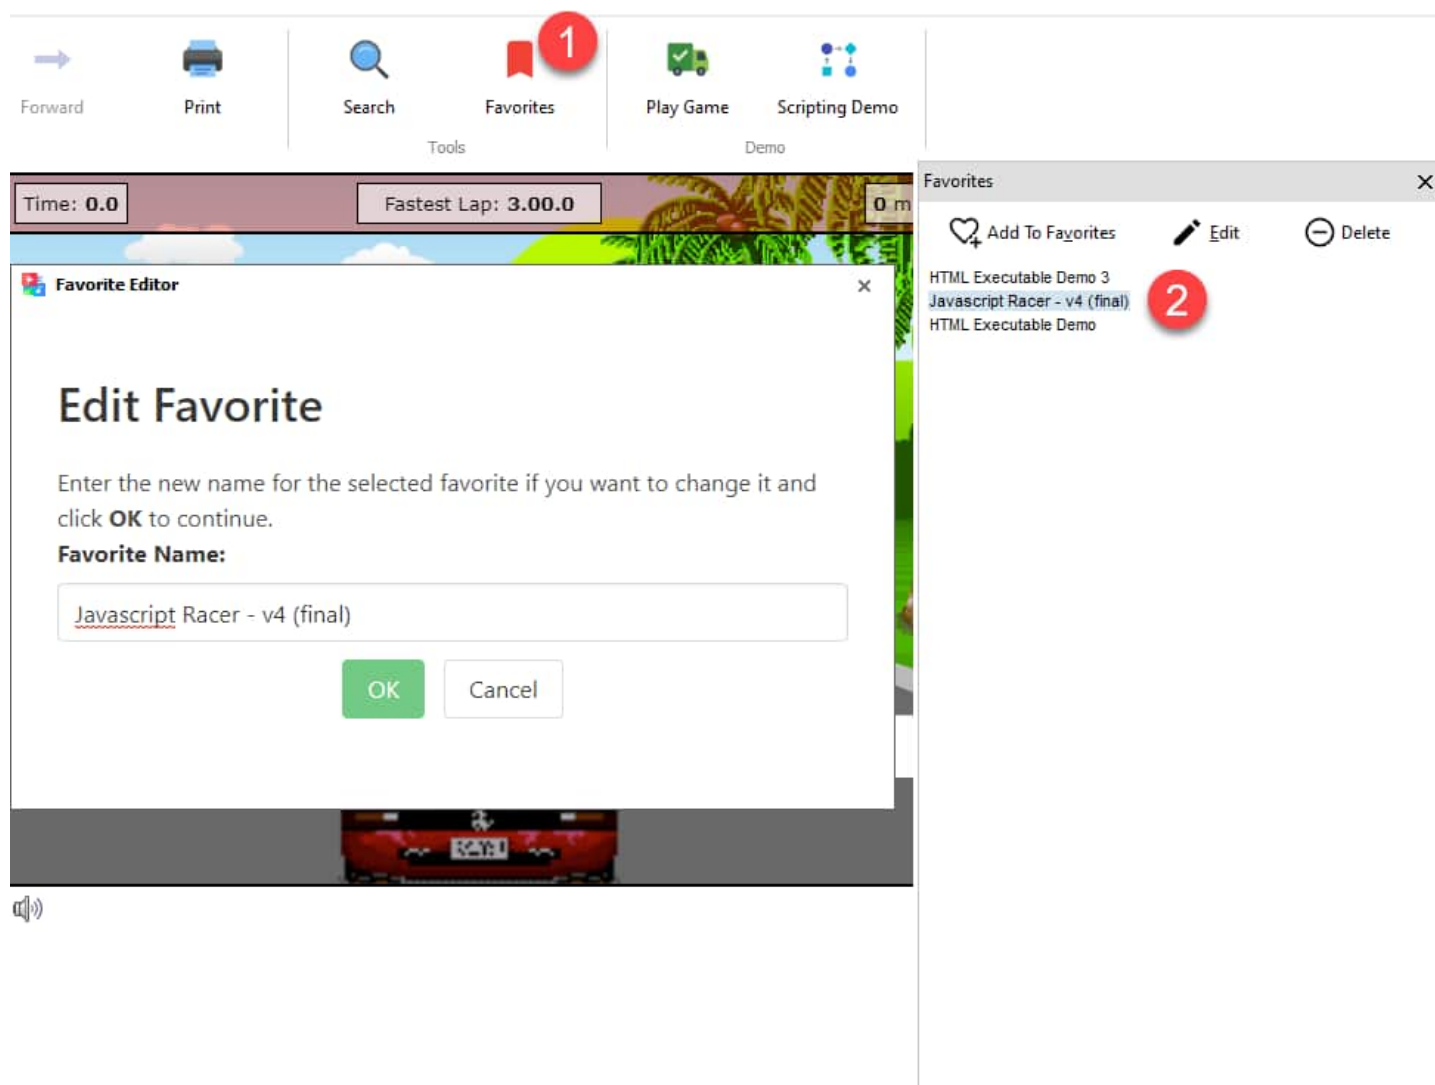 1
Forward
Print
Search
Favorites
Play Game
Scripting Demo
Tools
Demo
Time: 0.0
Fastest Lap: 3.00.0
0 m
Favorites
Add To Favorites
Edit
Delete
HTML Executable Demo 3
Javascript Racer - v4 (final)
2
HTML Executable Demo
Favorite Editor
Edit Favorite
Enter the new name for the selected favorite if you want to change it and
click OK to continue.
Favorite Name:
Javascript Racer - v4 (final)
OK
Cancel